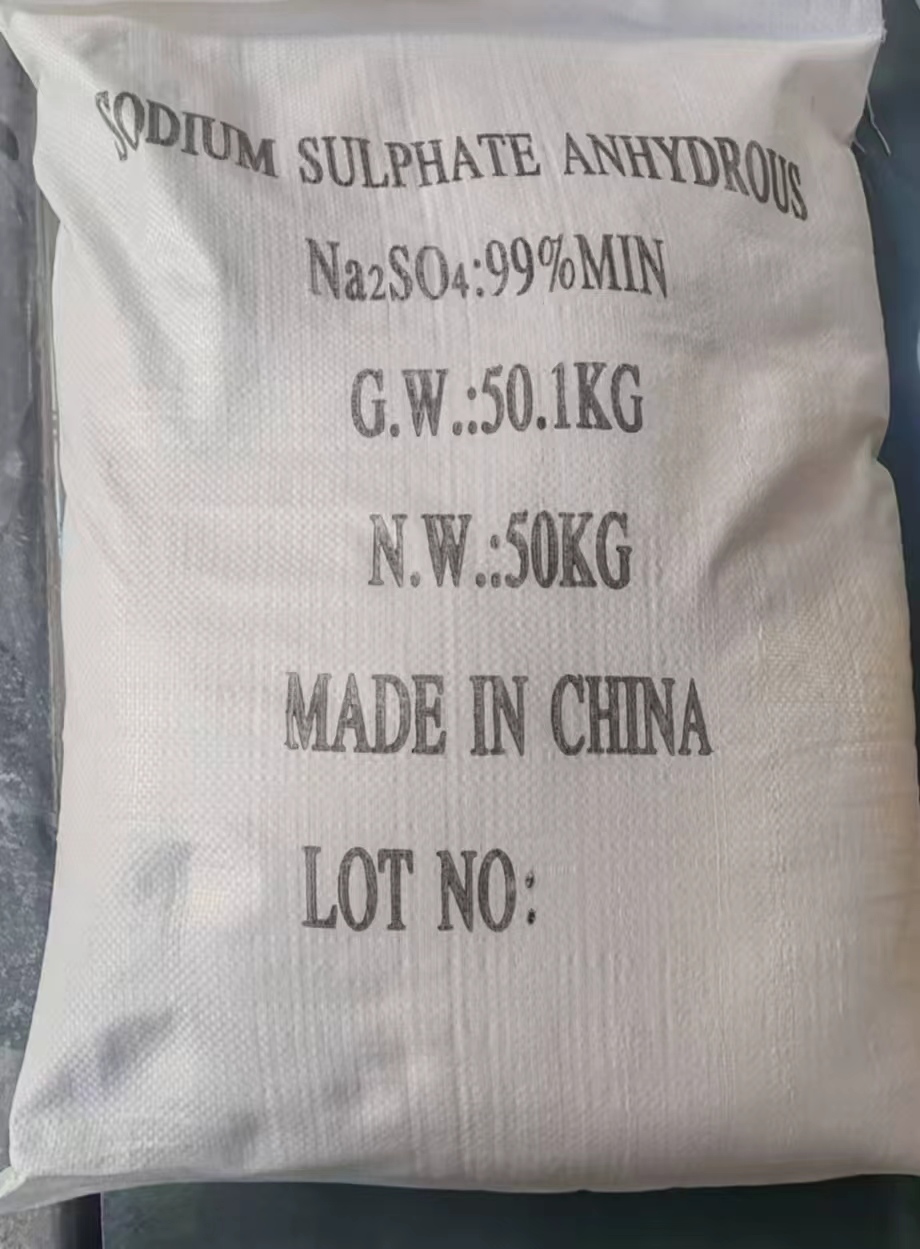 SODIUM SULPHATE ANHYDROUS
Na2SO4:99%MIN
G.W.:50.1KG
N.W.:50KG
MADE IN CHINA
LOT NO: